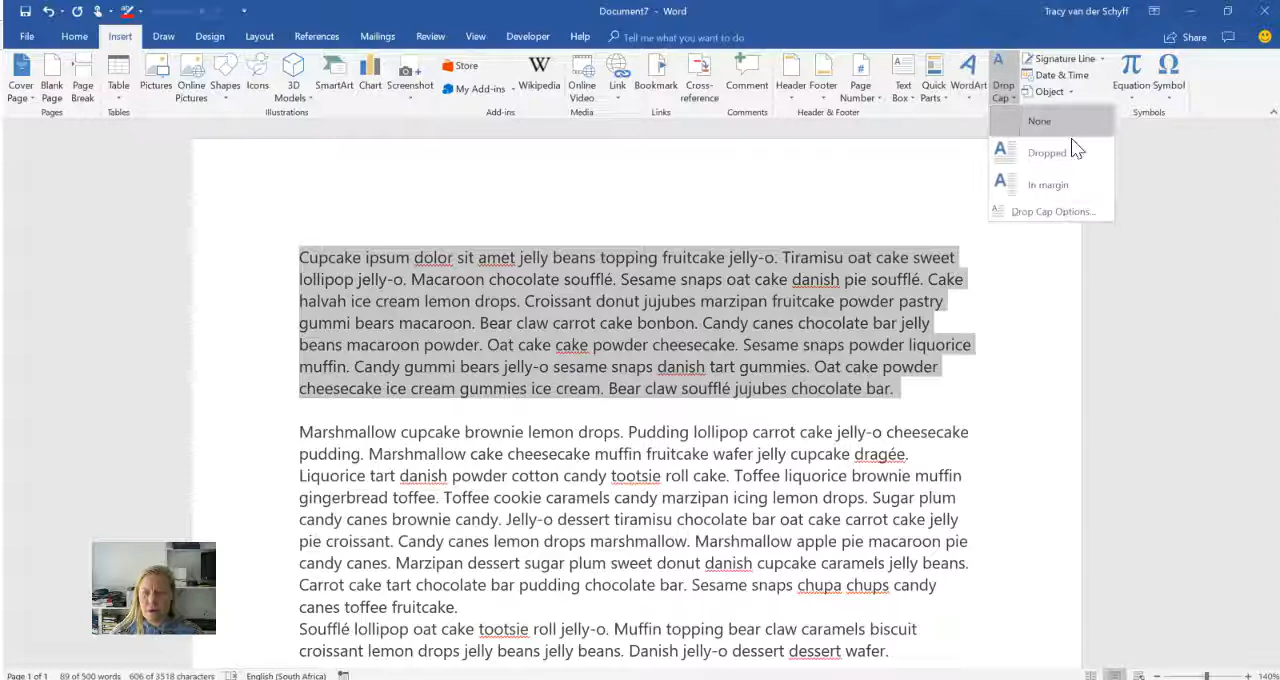 Document7 - Word
Tracy van der Schyff
File Home Insert Draw Design Layout References Mailings Review View Developer Help Tell me what you want to do
Share
Cover Page
Blank Page
Page Break
Table
Pictures
Online Pictures
Shapes
Icons
3D Models
SmartArt
Chart
Screenshot
Store
My Add-ins
Wikipedia
Online Video
Link
Bookmark
Cross-reference
Comment
Header
Footer
Page Number
Text Box
Quick Parts
WordArt
Drop Cap
Signature Line
Date & Time
Object
Equation
Symbol
Pages Tables Illustrations Add-ins Media Links Comments Header & Footer Symbols
None
Dropped
In margin
Drop Cap Options...
Cupcake ipsum dolor sit amet jelly beans topping fruitcake jelly-o. Tiramisu oat cake sweet
lollipop jelly-o. Macaroon chocolate soufflé. Sesame snaps oat cake danish pie soufflé. Cake
halvah ice cream lemon drops. Croissant donut jujubes marzipan fruitcake powder pastry
gummi bears macaroon. Bear claw carrot cake bonbon. Candy canes chocolate bar jelly
beans macaroon powder. Oat cake cake powder cheesecake. Sesame snaps powder liquorice
muffin. Candy gummi bears jelly-o sesame snaps danish tart gummies. Oat cake powder
cheesecake ice cream gummies ice cream. Bear claw soufflé jujubes chocolate bar.
Marshmallow cupcake brownie lemon drops. Pudding lollipop carrot cake jelly-o cheesecake
pudding. Marshmallow cake cheesecake muffin fruitcake wafer jelly cupcake dragée.
Liquorice tart danish powder cotton candy tootsie roll cake. Toffee liquorice brownie muffin
gingerbread toffee. Toffee cookie caramels candy marzipan icing lemon drops. Sugar plum
candy canes brownie candy. Jelly-o dessert tiramisu chocolate bar oat cake carrot cake jelly
pie croissant. Candy canes lemon drops marshmallow. Marshmallow apple pie macaroon pie
candy canes. Marzipan dessert sugar plum sweet donut danish cupcake caramels jelly beans.
Carrot cake tart chocolate bar pudding chocolate bar. Sesame snaps chupa chups candy
canes toffee fruitcake.
Soufflé lollipop oat cake tootsie roll jelly-o. Muffin topping bear claw caramels biscuit
croissant lemon drops jelly beans jelly beans. Danish jelly-o dessert dessert wafer.
Page 1 of 1 89 of 500 words 606 of 3518 characters English (South Africa) 140%